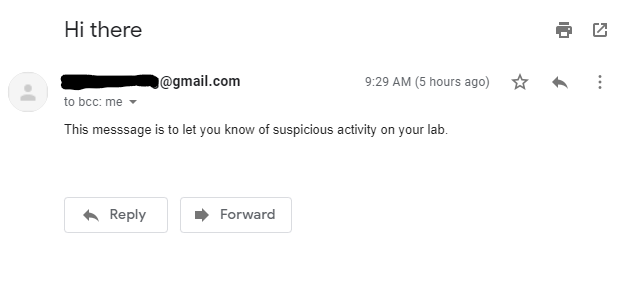 Hi there
@gmail.com 9:29 AM (5 hours ago)
to bcc: me
This messsage is to let you know of suspicious activity on your lab.
Reply Forward